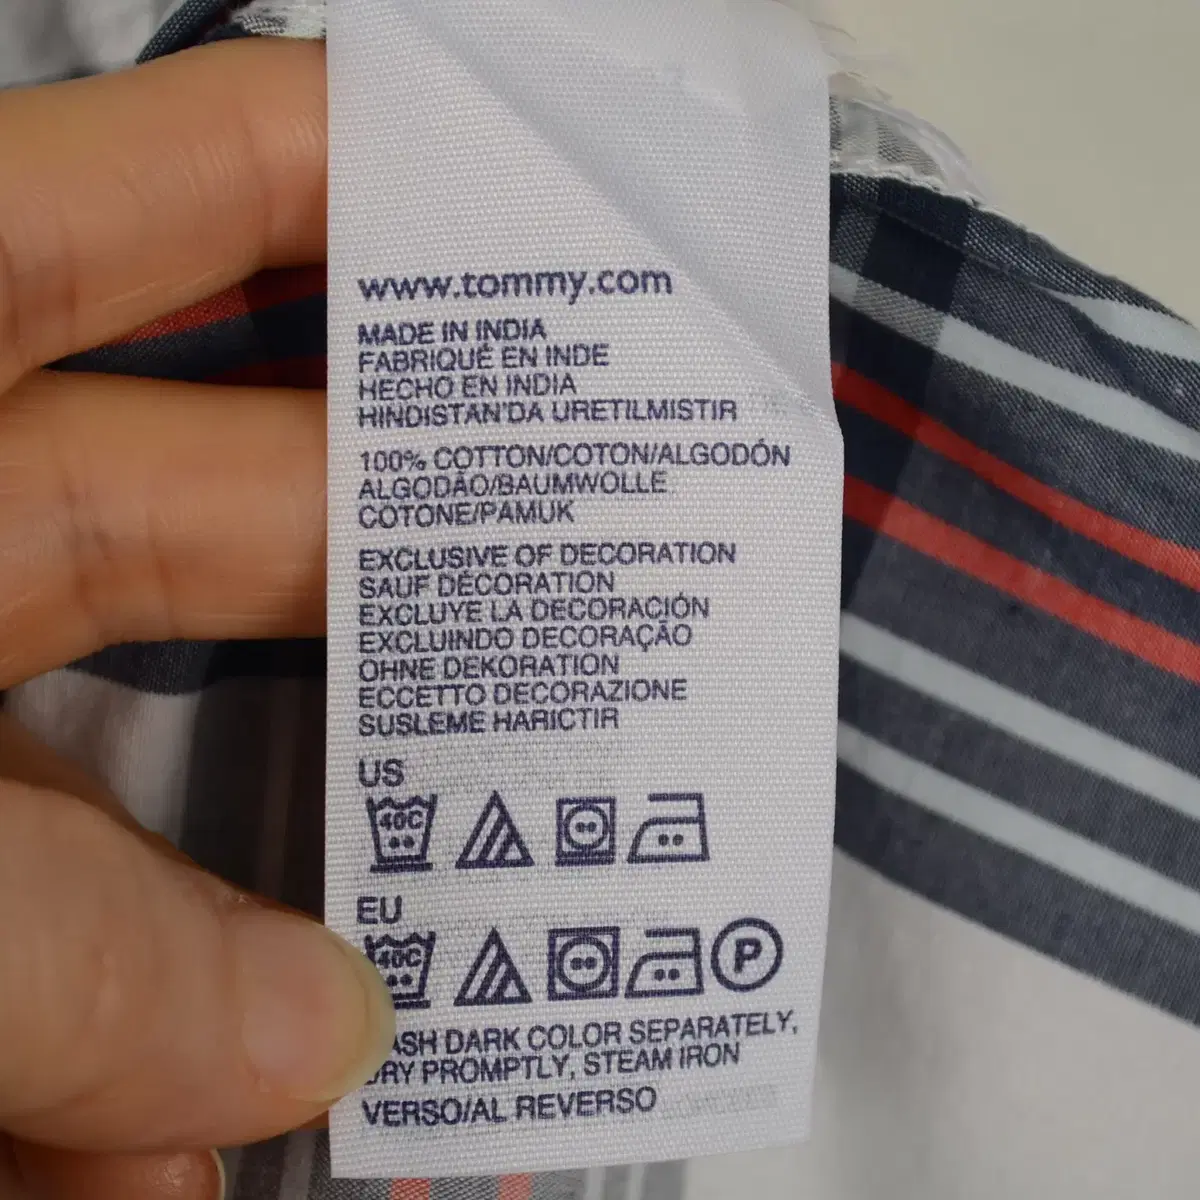 www.tommy.com
MADE IN INDIA
FABRIQUÉ EN INDE
HECHO EN INDIA
HINDISTAN'DA URETILMISTIR
100% COTTON/COTON/ALGODÓN
ALGODÃO/BAUMWOLLE
COTONE/PAMUK
EXCLUSIVE OF DECORATION
SAUF DÉCORATION
EXCLUYE LA DECORACIÓN
EXCLUINDO DECORAÇÃO
OHNE DEKORATION
ECCETTO DECORAZIONE
SUSLEME HARICTIR
US
40C
EU
40C P
DARK COLOR SEPARATELY,
PROMPTLY, STEAM IRON
VERSO/AL REVERSO